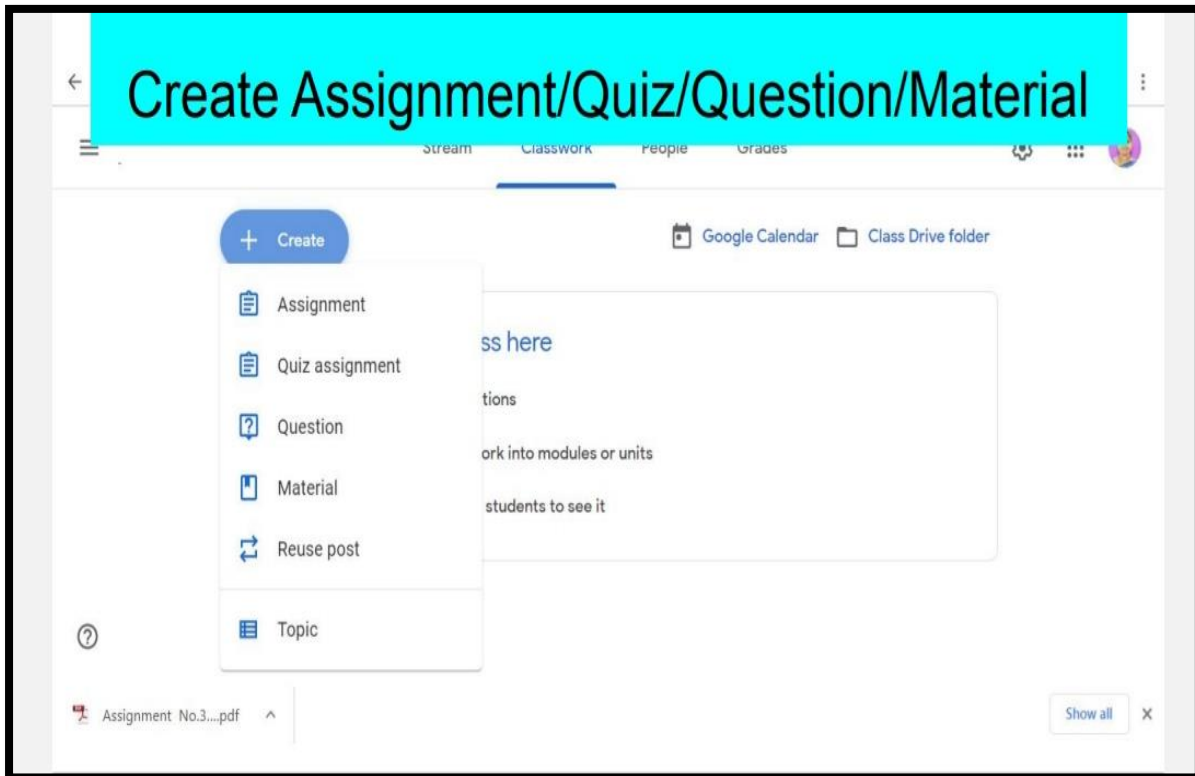 Create Assignment/Quiz/Question/Material
Stream Classwork People Grades
Create
Google Calendar Class Drive folder
Assignment
ss here
Quiz assignment
tions
Question
ork into modules or units
Material
students to see it
Reuse post
Topic
Assignment No.3....pdf
Show all